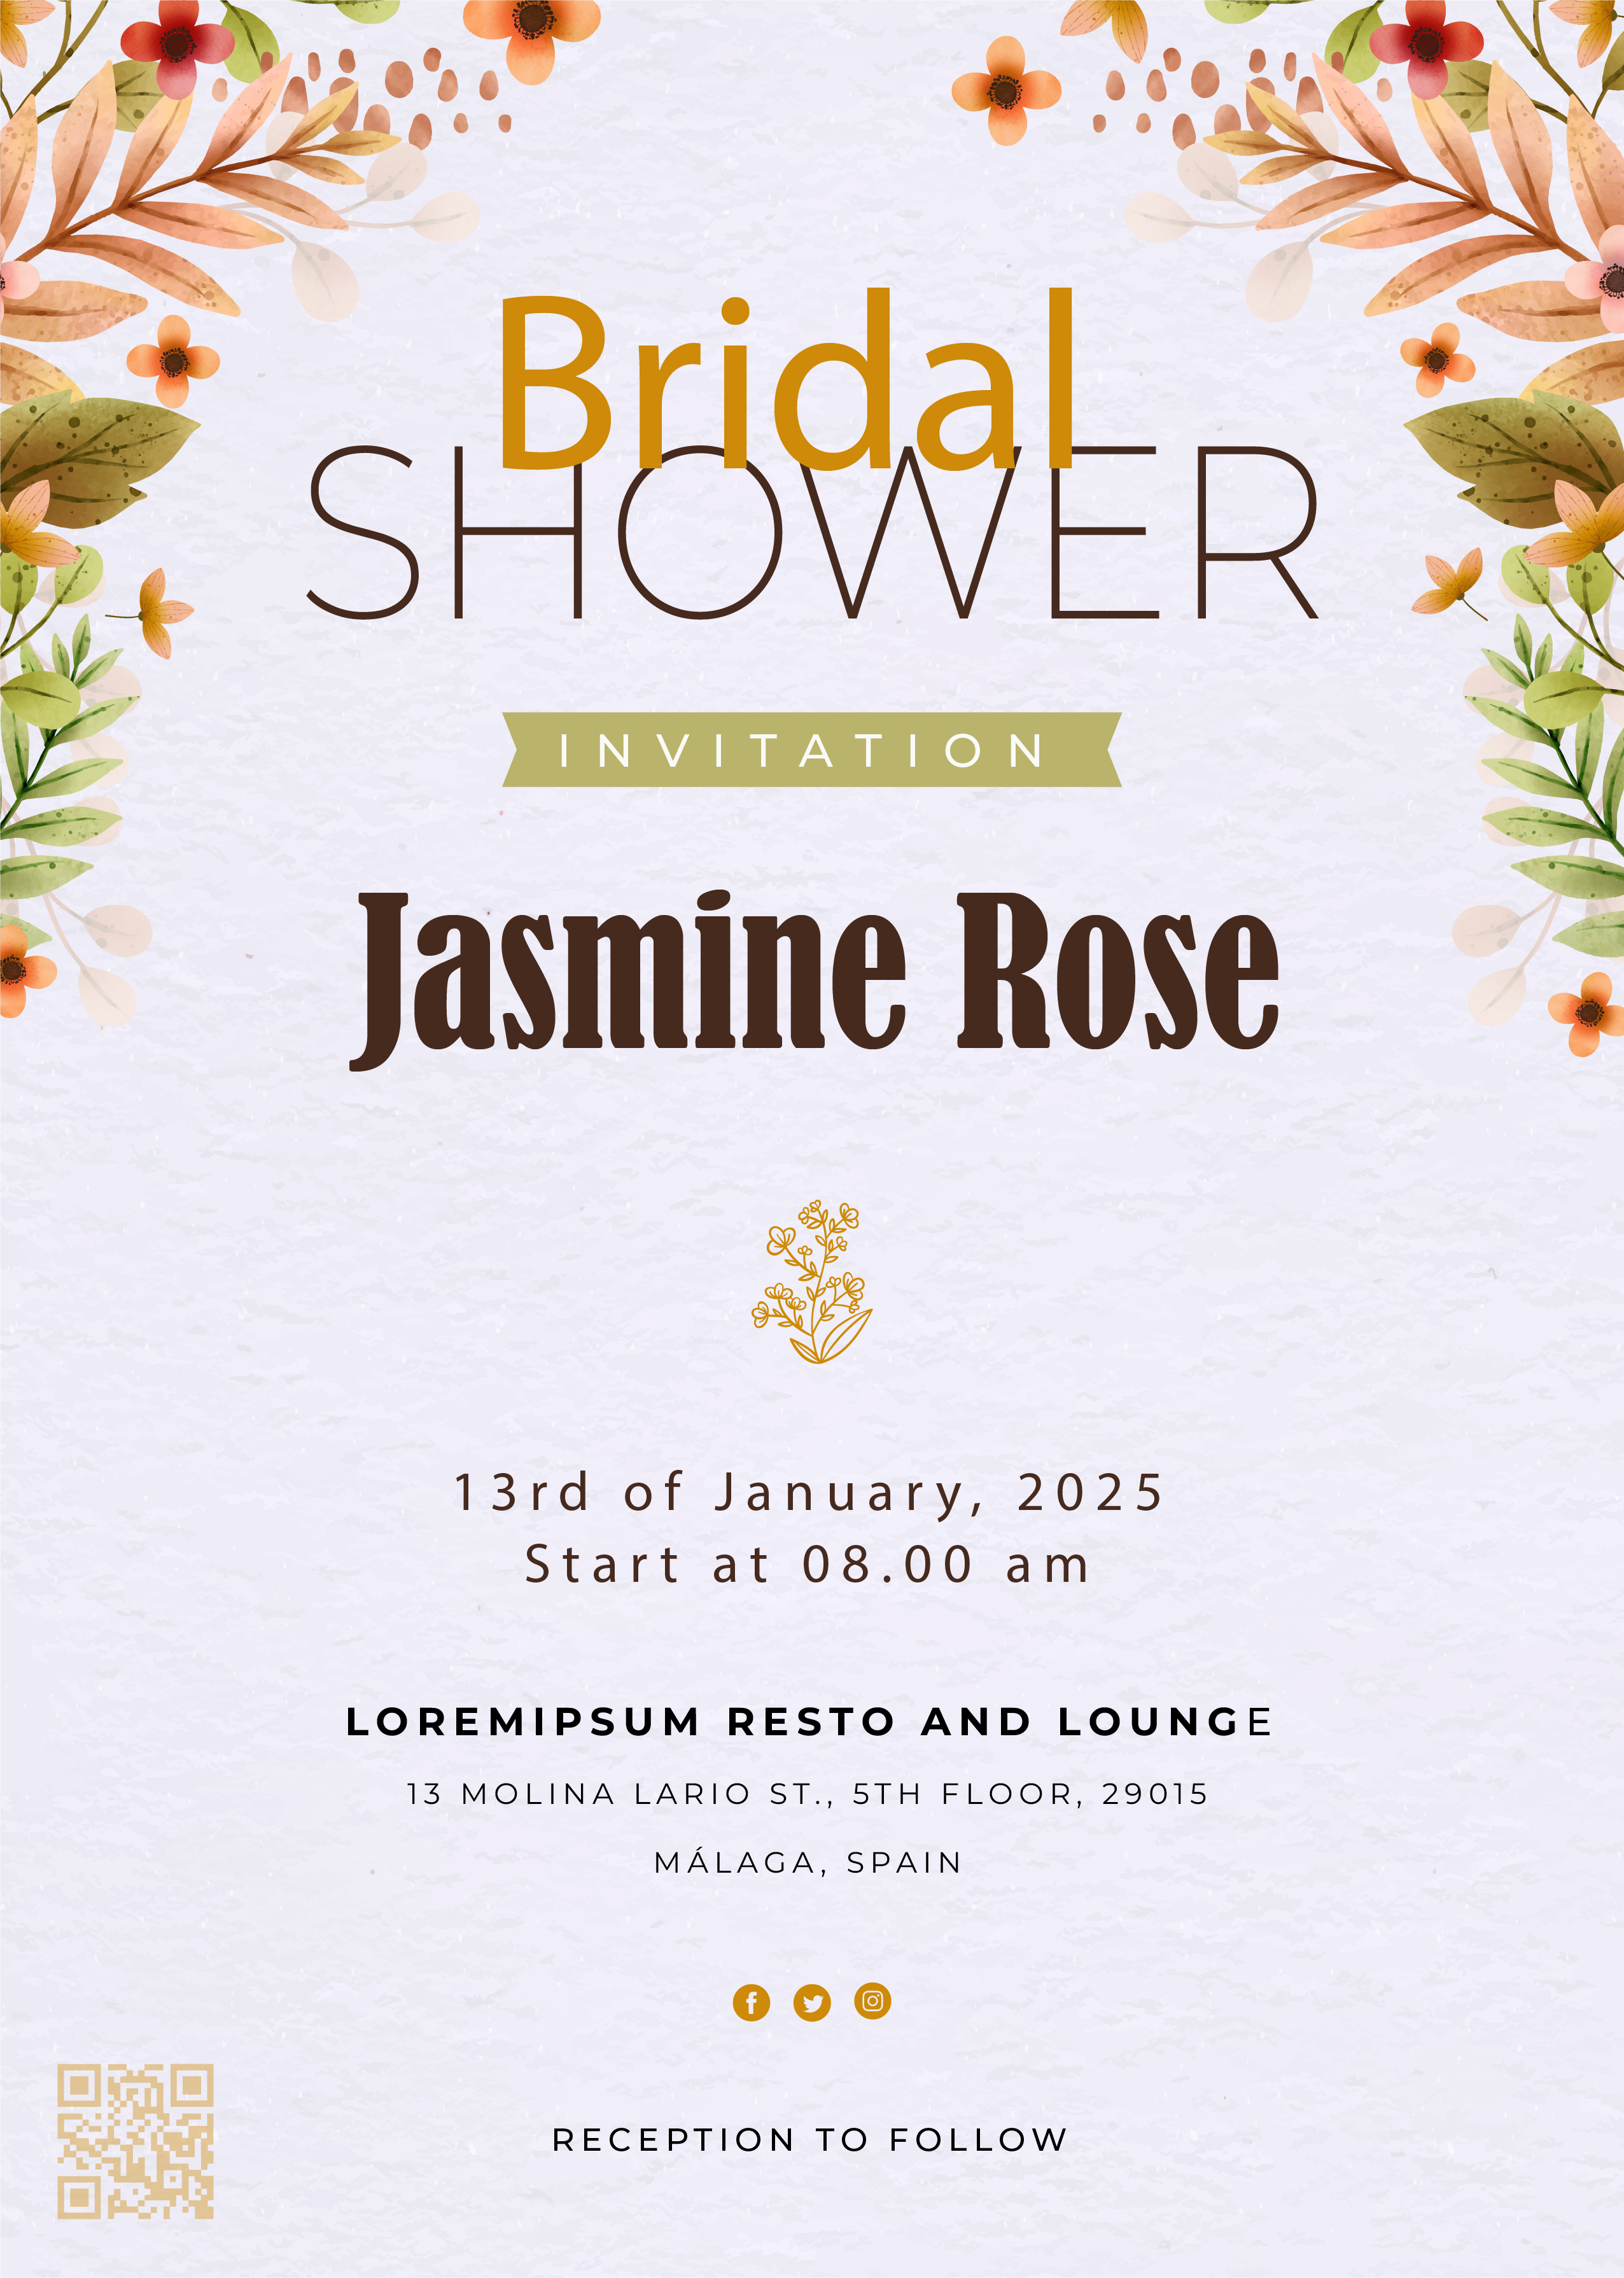 Bridal
SHOWER
INVITATION
Jasmine Rose
13rd of January, 2025
Start at 08.00 am
LOREMIPSUM RESTO AND LOUNGE
13 MOLINA LARIO ST., 5TH FLOOR, 29015
MÁLAGA, SPAIN
RECEPTION TO FOLLOW